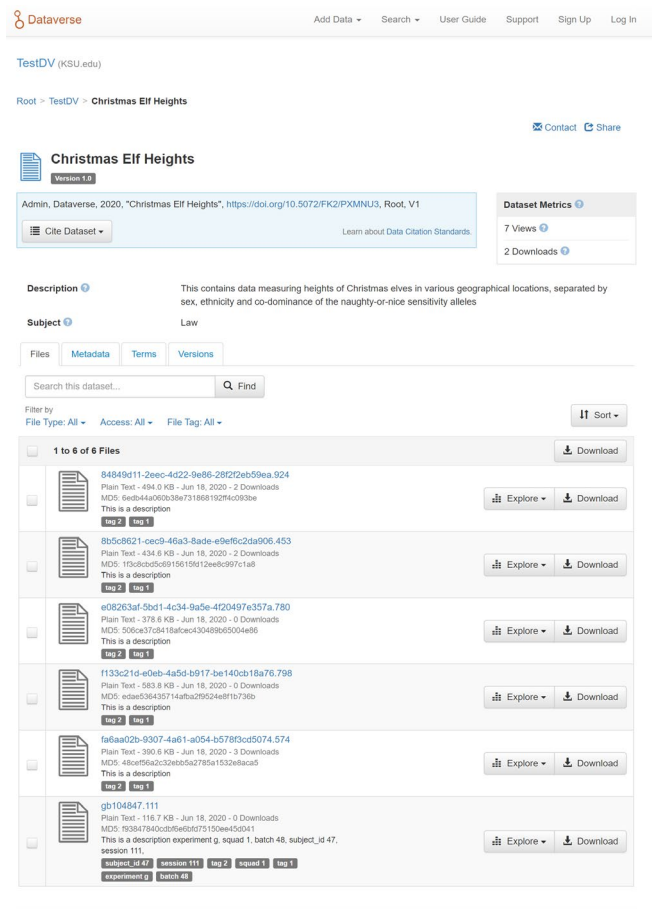 Dataverse Add Data Search User Guide Support Sign Up Log In
TestDV (KSU.edu)
Root > TestDV > Christmas Elf Heights
Contact Share
Christmas Elf Heights
Version 1.0
Admin, Dataverse, 2020, "Christmas Elf Heights", https://doi.org/10.5072/FK2/PXMNU3, Root, V1
Cite Dataset Learn about Data Citation Standards.
Dataset Metrics ?
7 Views ?
2 Downloads ?
Description ? This contains data measuring heights of Christmas elves in various geographical locations, separated by
sex, ethnicity and co-dominance of the naughty-or-nice sensitivity alleles
Subject ? Law
Files Metadata Terms Versions
Search this dataset... Find
Filter by
File Type: All Access: All File Tag: All Sort
1 to 6 of 6 Files Download
84849d11-2eec-4d22-9e86-28f2f2eb59ea.924
Plain Text - 494.0 KB - Jun 18, 2020 - 2 Downloads
MD5: 6edb44a060b38e731868192ff4c093be
This is a description
tag 2 tag 1
Explore Download
8b5c8621-cec9-46a3-8ade-e9ef6c2da906.453
Plain Text - 434.6 KB - Jun 18, 2020 - 2 Downloads
MD5: 1f3c8cbd5c6915615fd12ee8c997c1a8
This is a description
tag 2 tag 1
Explore Download
e08263af-5bd1-4c34-9a5e-4f20497e357a.780
Plain Text - 378.6 KB - Jun 18, 2020 - 0 Downloads
MD5: 506ce37c8418afcec430489b65004e86
This is a description
tag 2 tag 1
Explore Download
f133c21d-e0eb-4a5d-b917-be140cb18a76.798
Plain Text - 583.8 KB - Jun 18, 2020 - 0 Downloads
MD5: edae536435714afba2f9524e8f1b736b
This is a description
tag 2 tag 1
Explore Download
fa6aa02b-9307-4a61-a054-b578f3cd5074.574
Plain Text - 390.6 KB - Jun 18, 2020 - 3 Downloads
MD5: 48cef56a2c32ebb5a2785a1532e8aca5
This is a description
tag 2 tag 1
Explore Download
gb104847.111
Plain Text - 116.7 KB - Jun 18, 2020 - 0 Downloads
MD5: f93847840cdbf6e6bfd75150ee45d041
This is a description experiment g, squad 1, batch 48, subject_id 47,
session 111,
subject_id 47 session 111 tag 2 squad 1 tag 1
experiment g batch 48
Explore Download